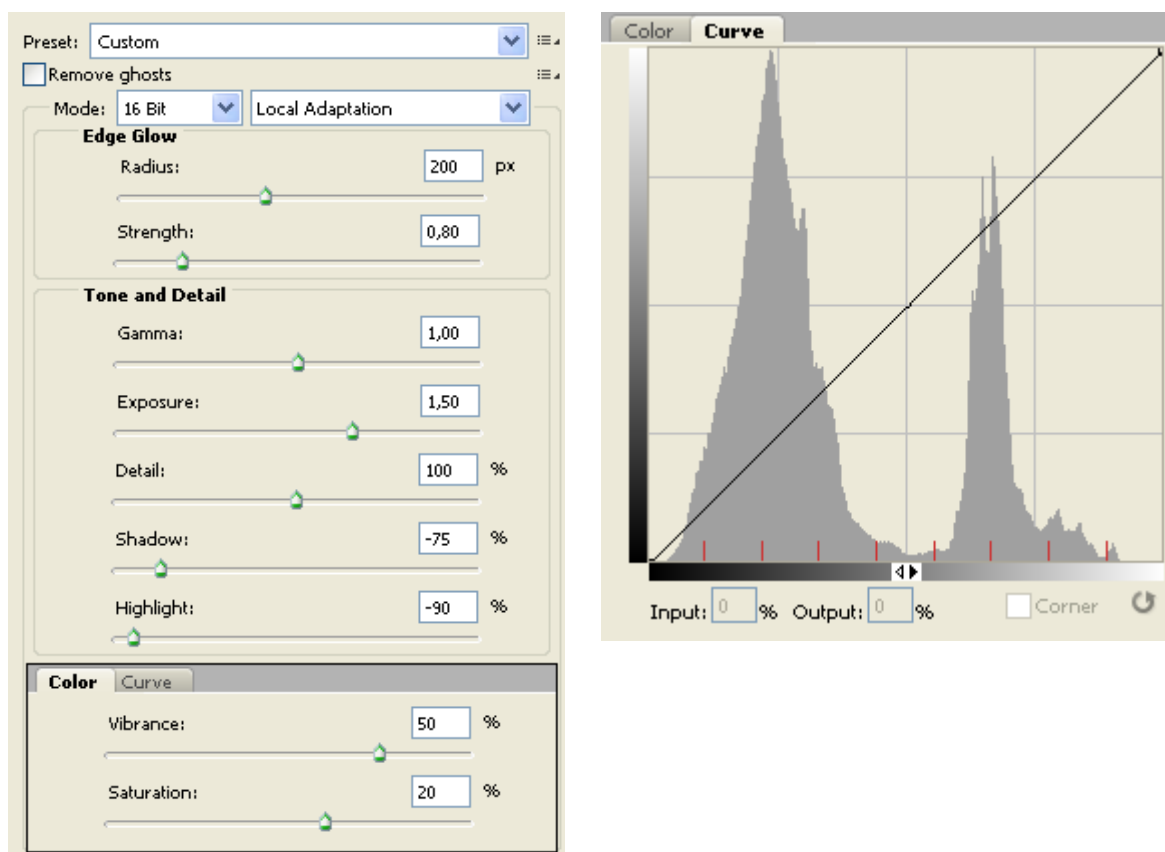 Preset: Custom
Remove ghosts
Mode: 16 Bit Local Adaptation
Edge Glow
Radius: 200 px
Strength: 0,80
Tone and Detail
Gamma: 1,00
Exposure: 1,50
Detail: 100 %
Shadow: -75 %
Highlight: -90 %
Color Curve
Vibrance: 50 %
Saturation: 20 %
Color Curve
Input: 0 % Output: 0 % Corner